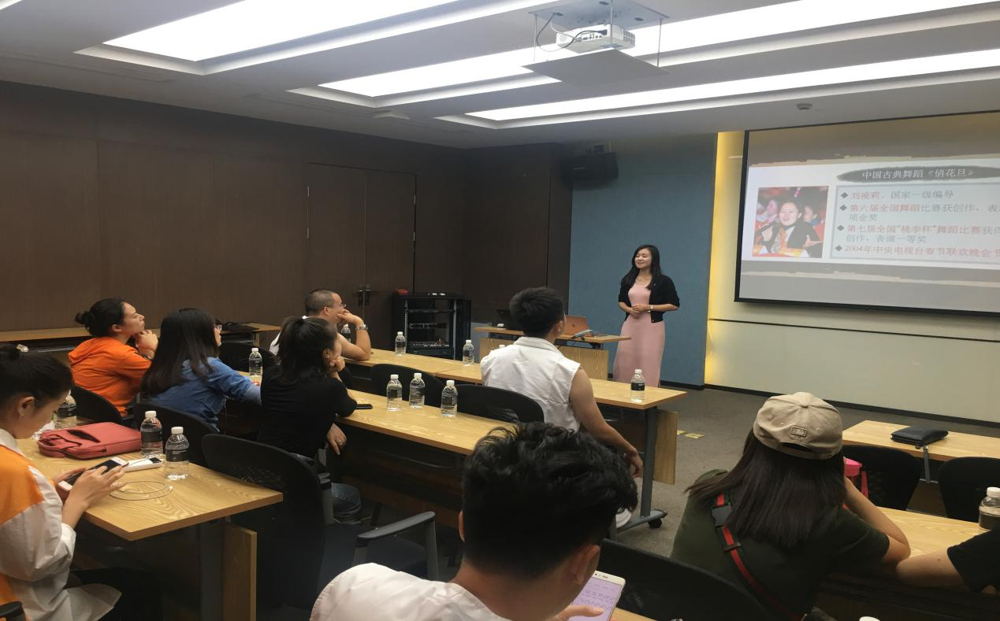 中国古典舞蹈《俏花旦》
◆ 刘凌莉，国家一级编导
◆ 第六届全国舞蹈比赛获创作、表
项金奖
◆ 第七届全国"桃李杯"舞蹈比赛获
创作、表演一等奖
◆ 2004年中央电视台春节联欢晚会节